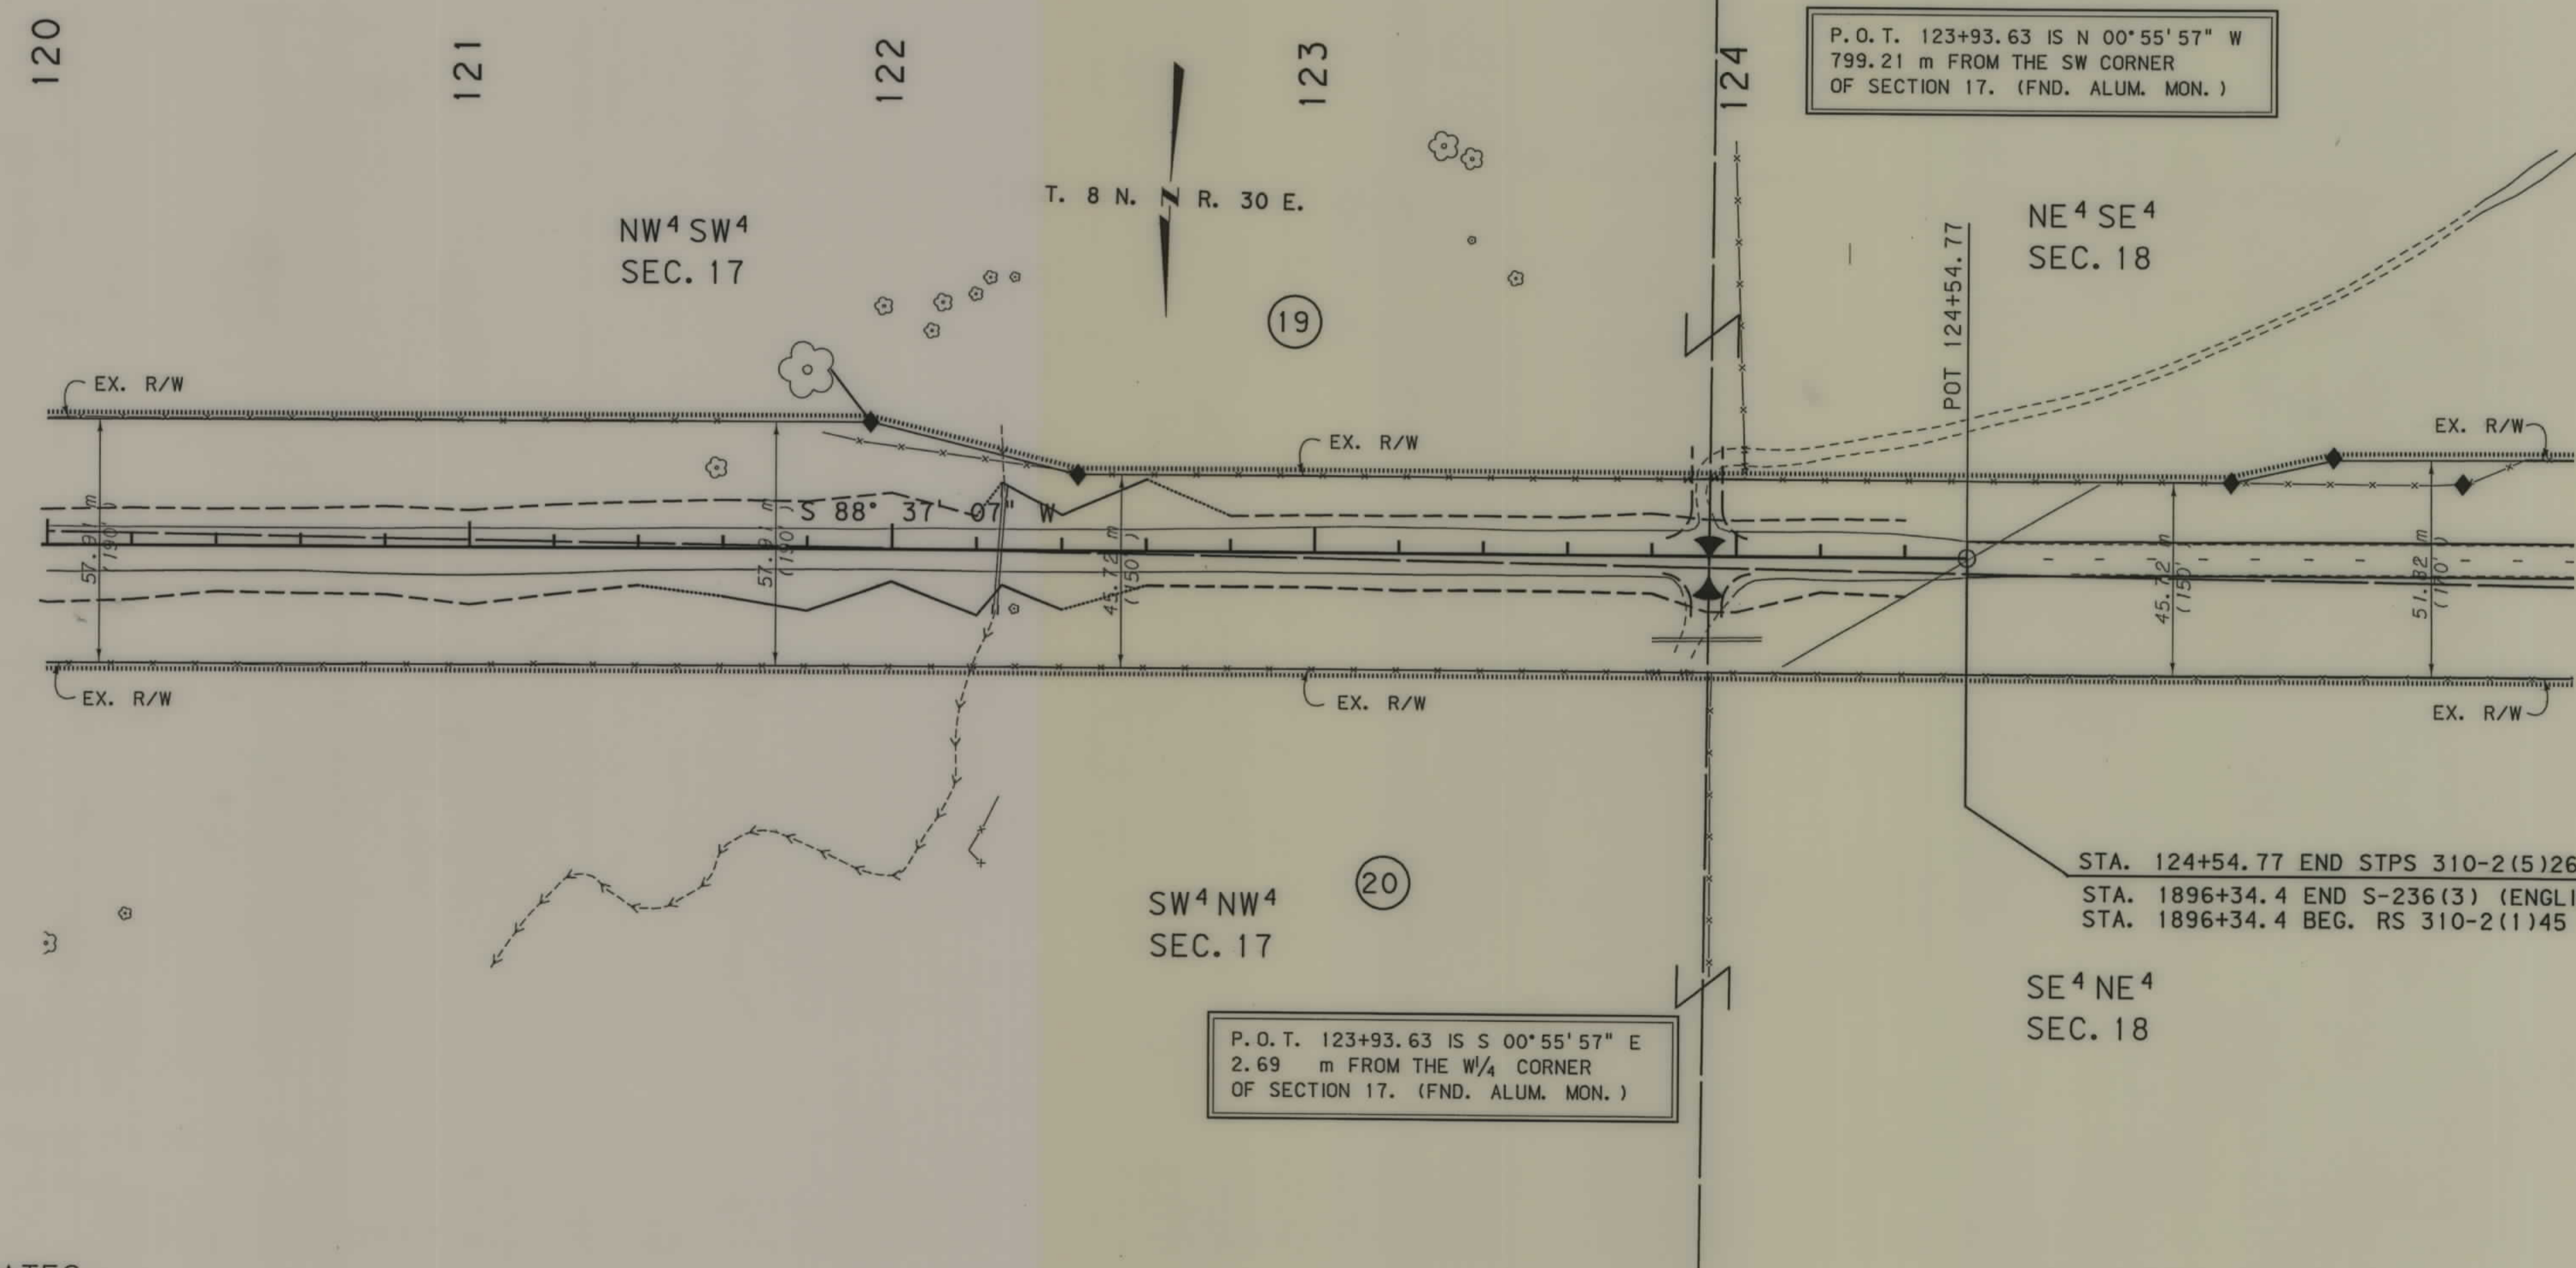 120
121
122
123
124
P.O.T. 123+93.63 IS N 00°55'57" W
799.21 m FROM THE SW CORNER
OF SECTION 17. (FND. ALUM. MON.)
T. 8 N. N R. 30 E.
NW⁴ SW⁴
SEC. 17
NE⁴ SE⁴
SEC. 18
POT 124+54.77
19
EX. R/W
EX. R/W
EX. R/W
S 88° 37' 07" W
57.91 m
(190')
57.91 m
(190')
45.72 m
(150')
45.72 m
(150')
51.82 m
(170')
EX. R/W
EX. R/W
EX. R/W
STA. 124+54.77 END STPS 310-2(5)26
STA. 1896+34.4 END S-236(3) (ENGLI
STA. 1896+34.4 BEG. RS 310-2(1)45
20
SW⁴ NW⁴
SEC. 17
SE⁴ NE⁴
SEC. 18
P.O.T. 123+93.63 IS S 00°55'57" E
2.69 m FROM THE W1/4 CORNER
OF SECTION 17. (FND. ALUM. MON.)